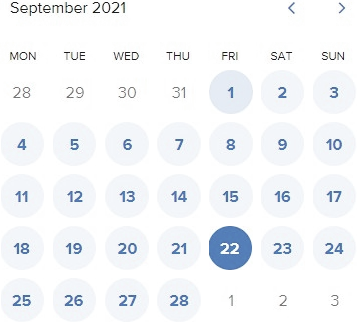 September 2021
MON TUE WED THU FRI SAT SUN
28 29 30 31 1 2 3
4 5 6 7 8 9 10
11 12 13 14 15 16 17
18 19 20 21 22 23 24
25 26 27 28 1 2 3